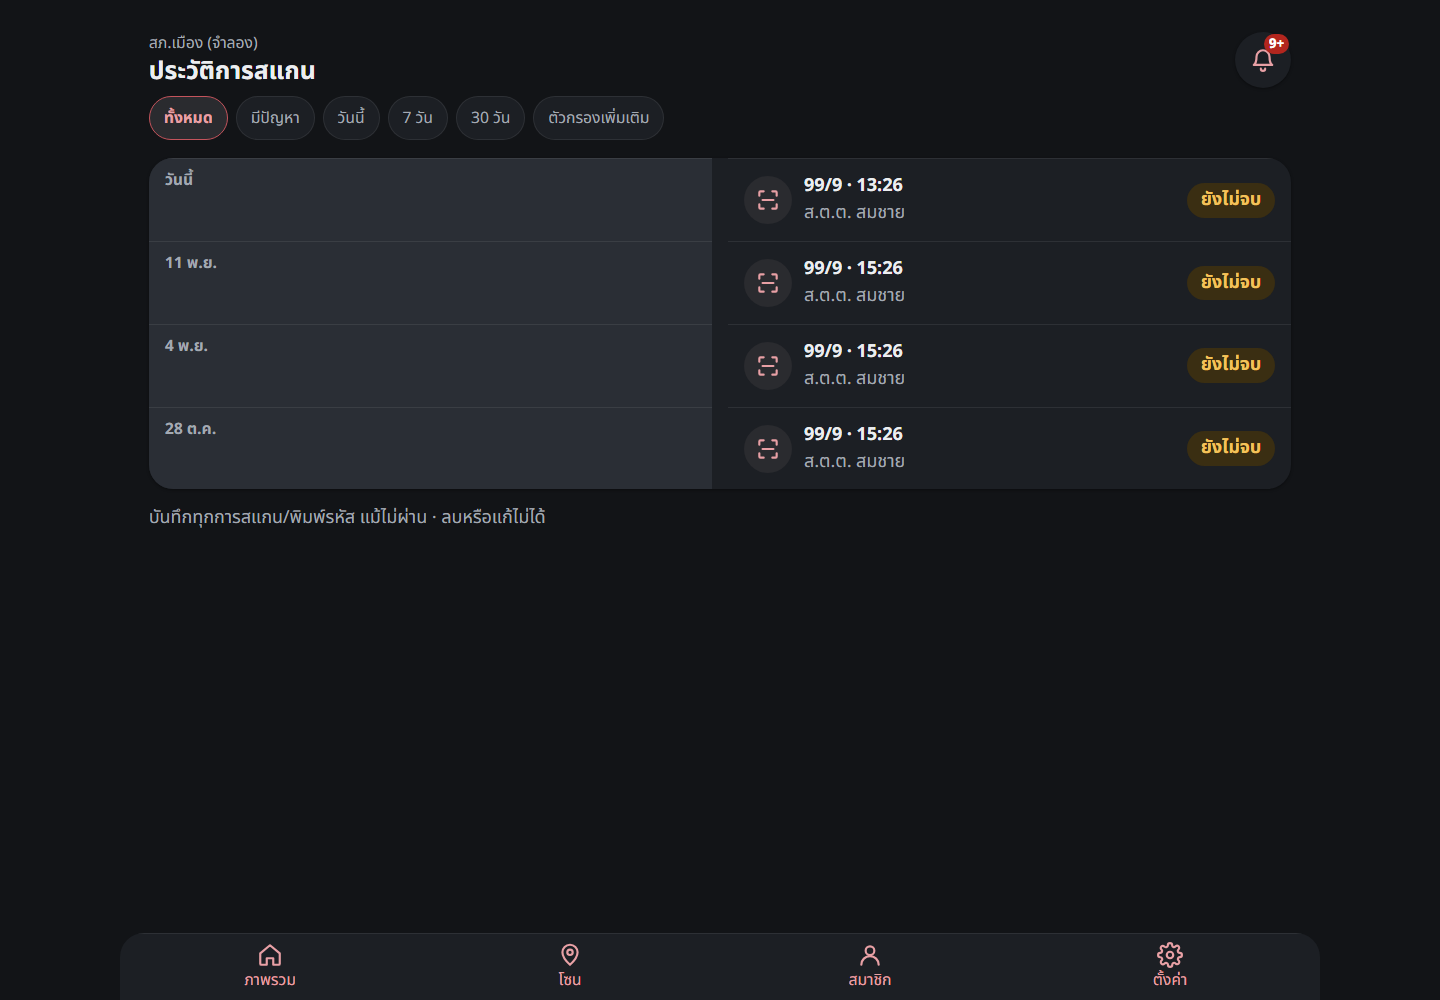 สภ.เมือง (จำลอง)
ประวัติการสแกน
9+
ทั้งหมด
มีปัญหา
วันนี้
7 วัน
30 วัน
ตัวกรองเพิ่มเติม
วันนี้
99/9 · 13:26
ส.ต.ต. สมชาย
ยังไม่จบ
11 พ.ย.
99/9 · 15:26
ส.ต.ต. สมชาย
ยังไม่จบ
4 พ.ย.
99/9 · 15:26
ส.ต.ต. สมชาย
ยังไม่จบ
28 ต.ค.
99/9 · 15:26
ส.ต.ต. สมชาย
ยังไม่จบ
บันทึกทุกการสแกน/พิมพ์รหัส แม้ไม่ผ่าน · ลบหรือแก้ไม่ได้
ภาพรวม
โซน
สมาชิก
ตั้งค่า